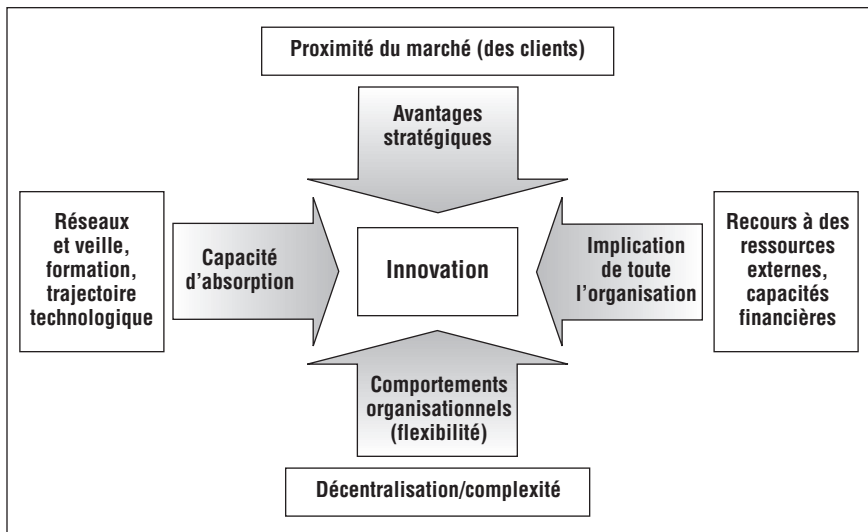 Proximité du marché (des clients)
Avantages
stratégiques
Réseaux
et veille,
formation,
trajectoire
technologique
Capacité
d’absorption
Innovation
Implication
de toute
l’organisation
Recours à des
ressources
externes,
capacités
financières
Comportements
organisationnels
(flexibilité)
Décentralisation/complexité